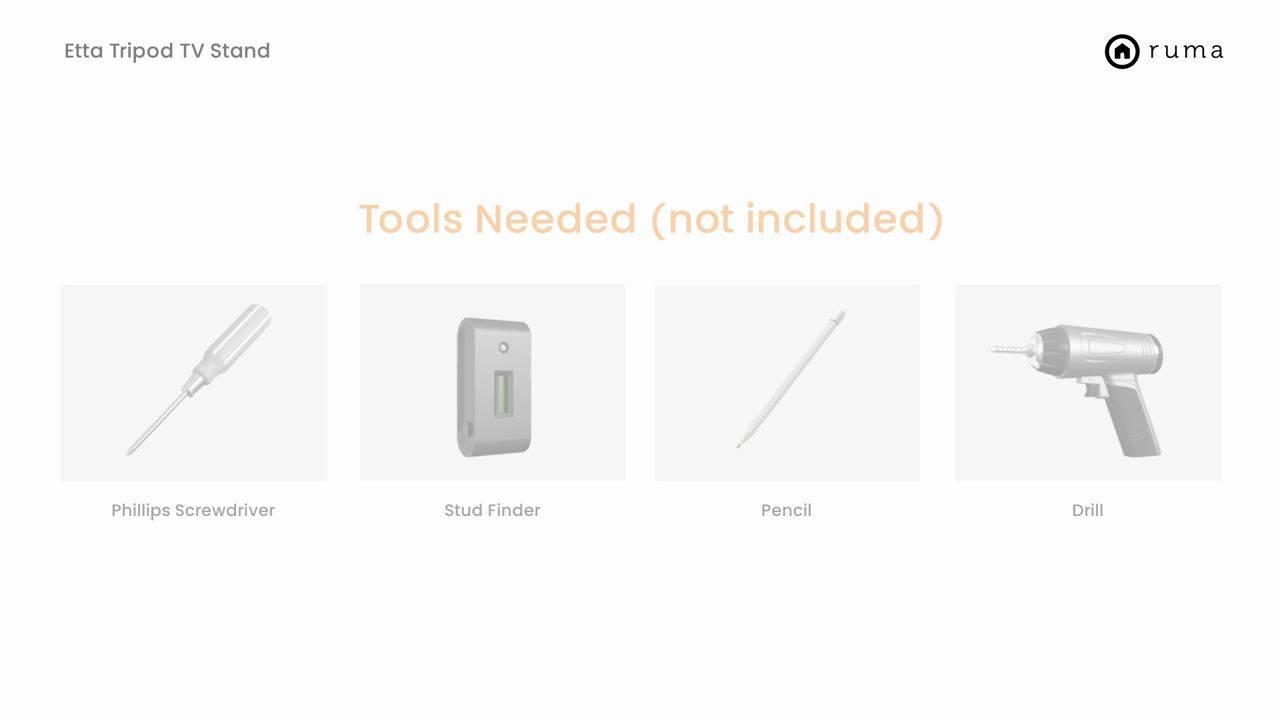 Etta Tripod TV Stand
ruma
Tools Needed (not included)
Phillips Screwdriver
Stud Finder
Pencil
Drill